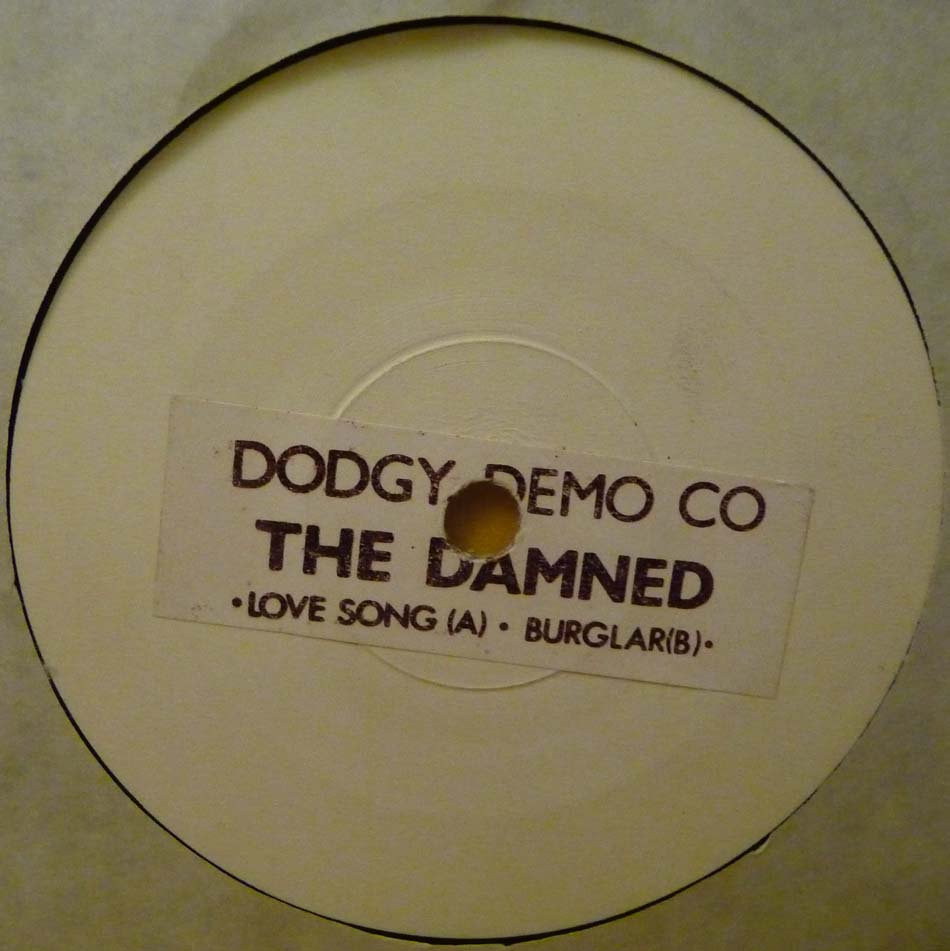 DODGY DEMO CO
THE DAMNED
•LOVE SONG (A) • BURGLAR(B)•